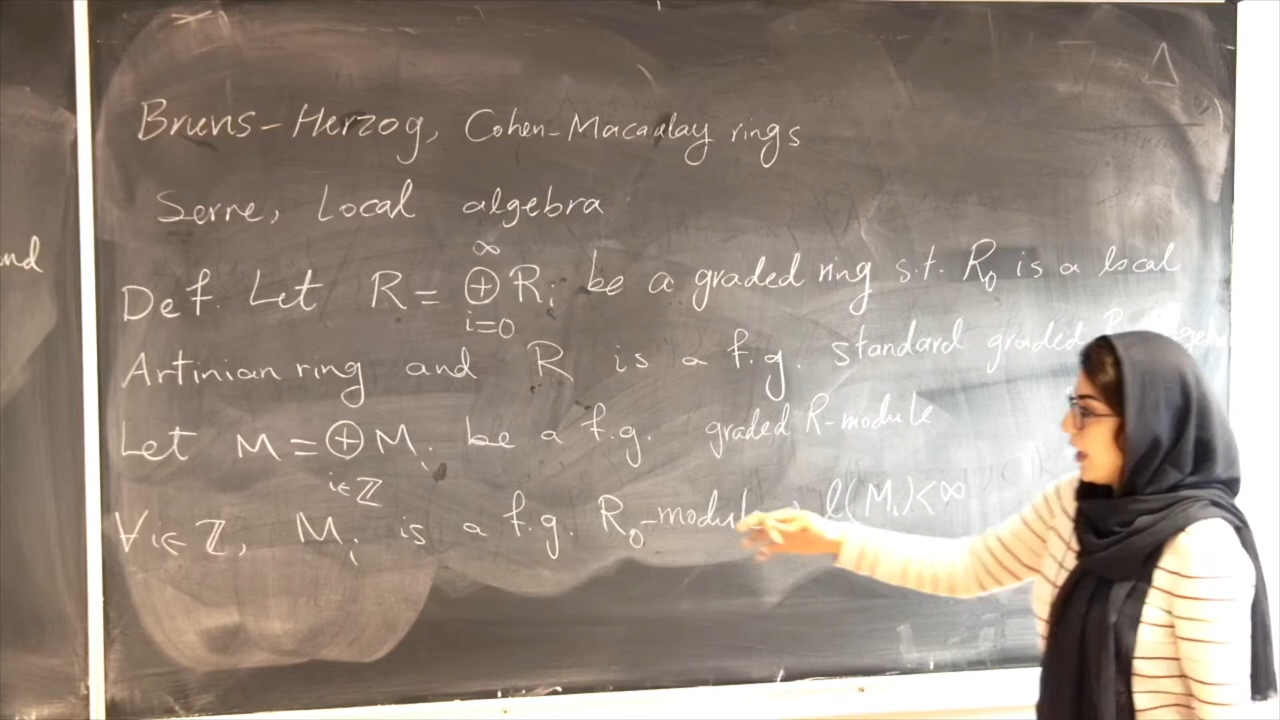 nd
Bruns-Herzog, Cohen-Macaulay rings
Serre, Local algebra
Def. Let R = ⊕_{i=0}^{∞} R_i be a graded ring s.t. R_0 is a local
Artinian ring and R is a f.g. standard graded
Let M = ⊕_{i∈ℤ} M_i be a f.g. graded R-module
∀i∈ℤ, M_i is a f.g. R_0-module, l(M_i)<∞